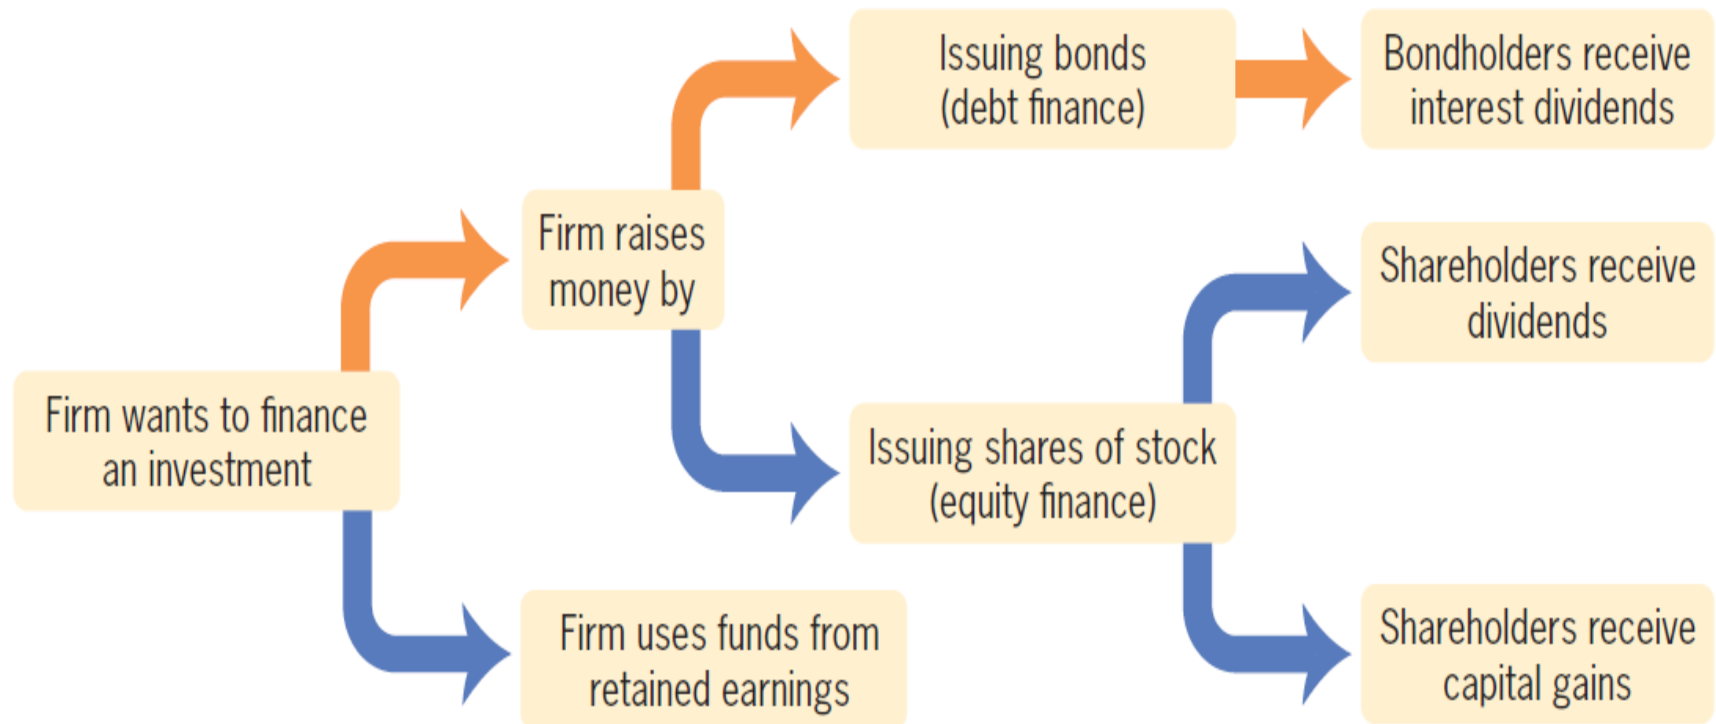 Issuing bonds
(debt finance)
Bondholders receive
interest dividends
Firm raises
money by
Shareholders receive
dividends
Firm wants to finance
an investment
Issuing shares of stock
(equity finance)
Firm uses funds from
retained earnings
Shareholders receive
capital gains